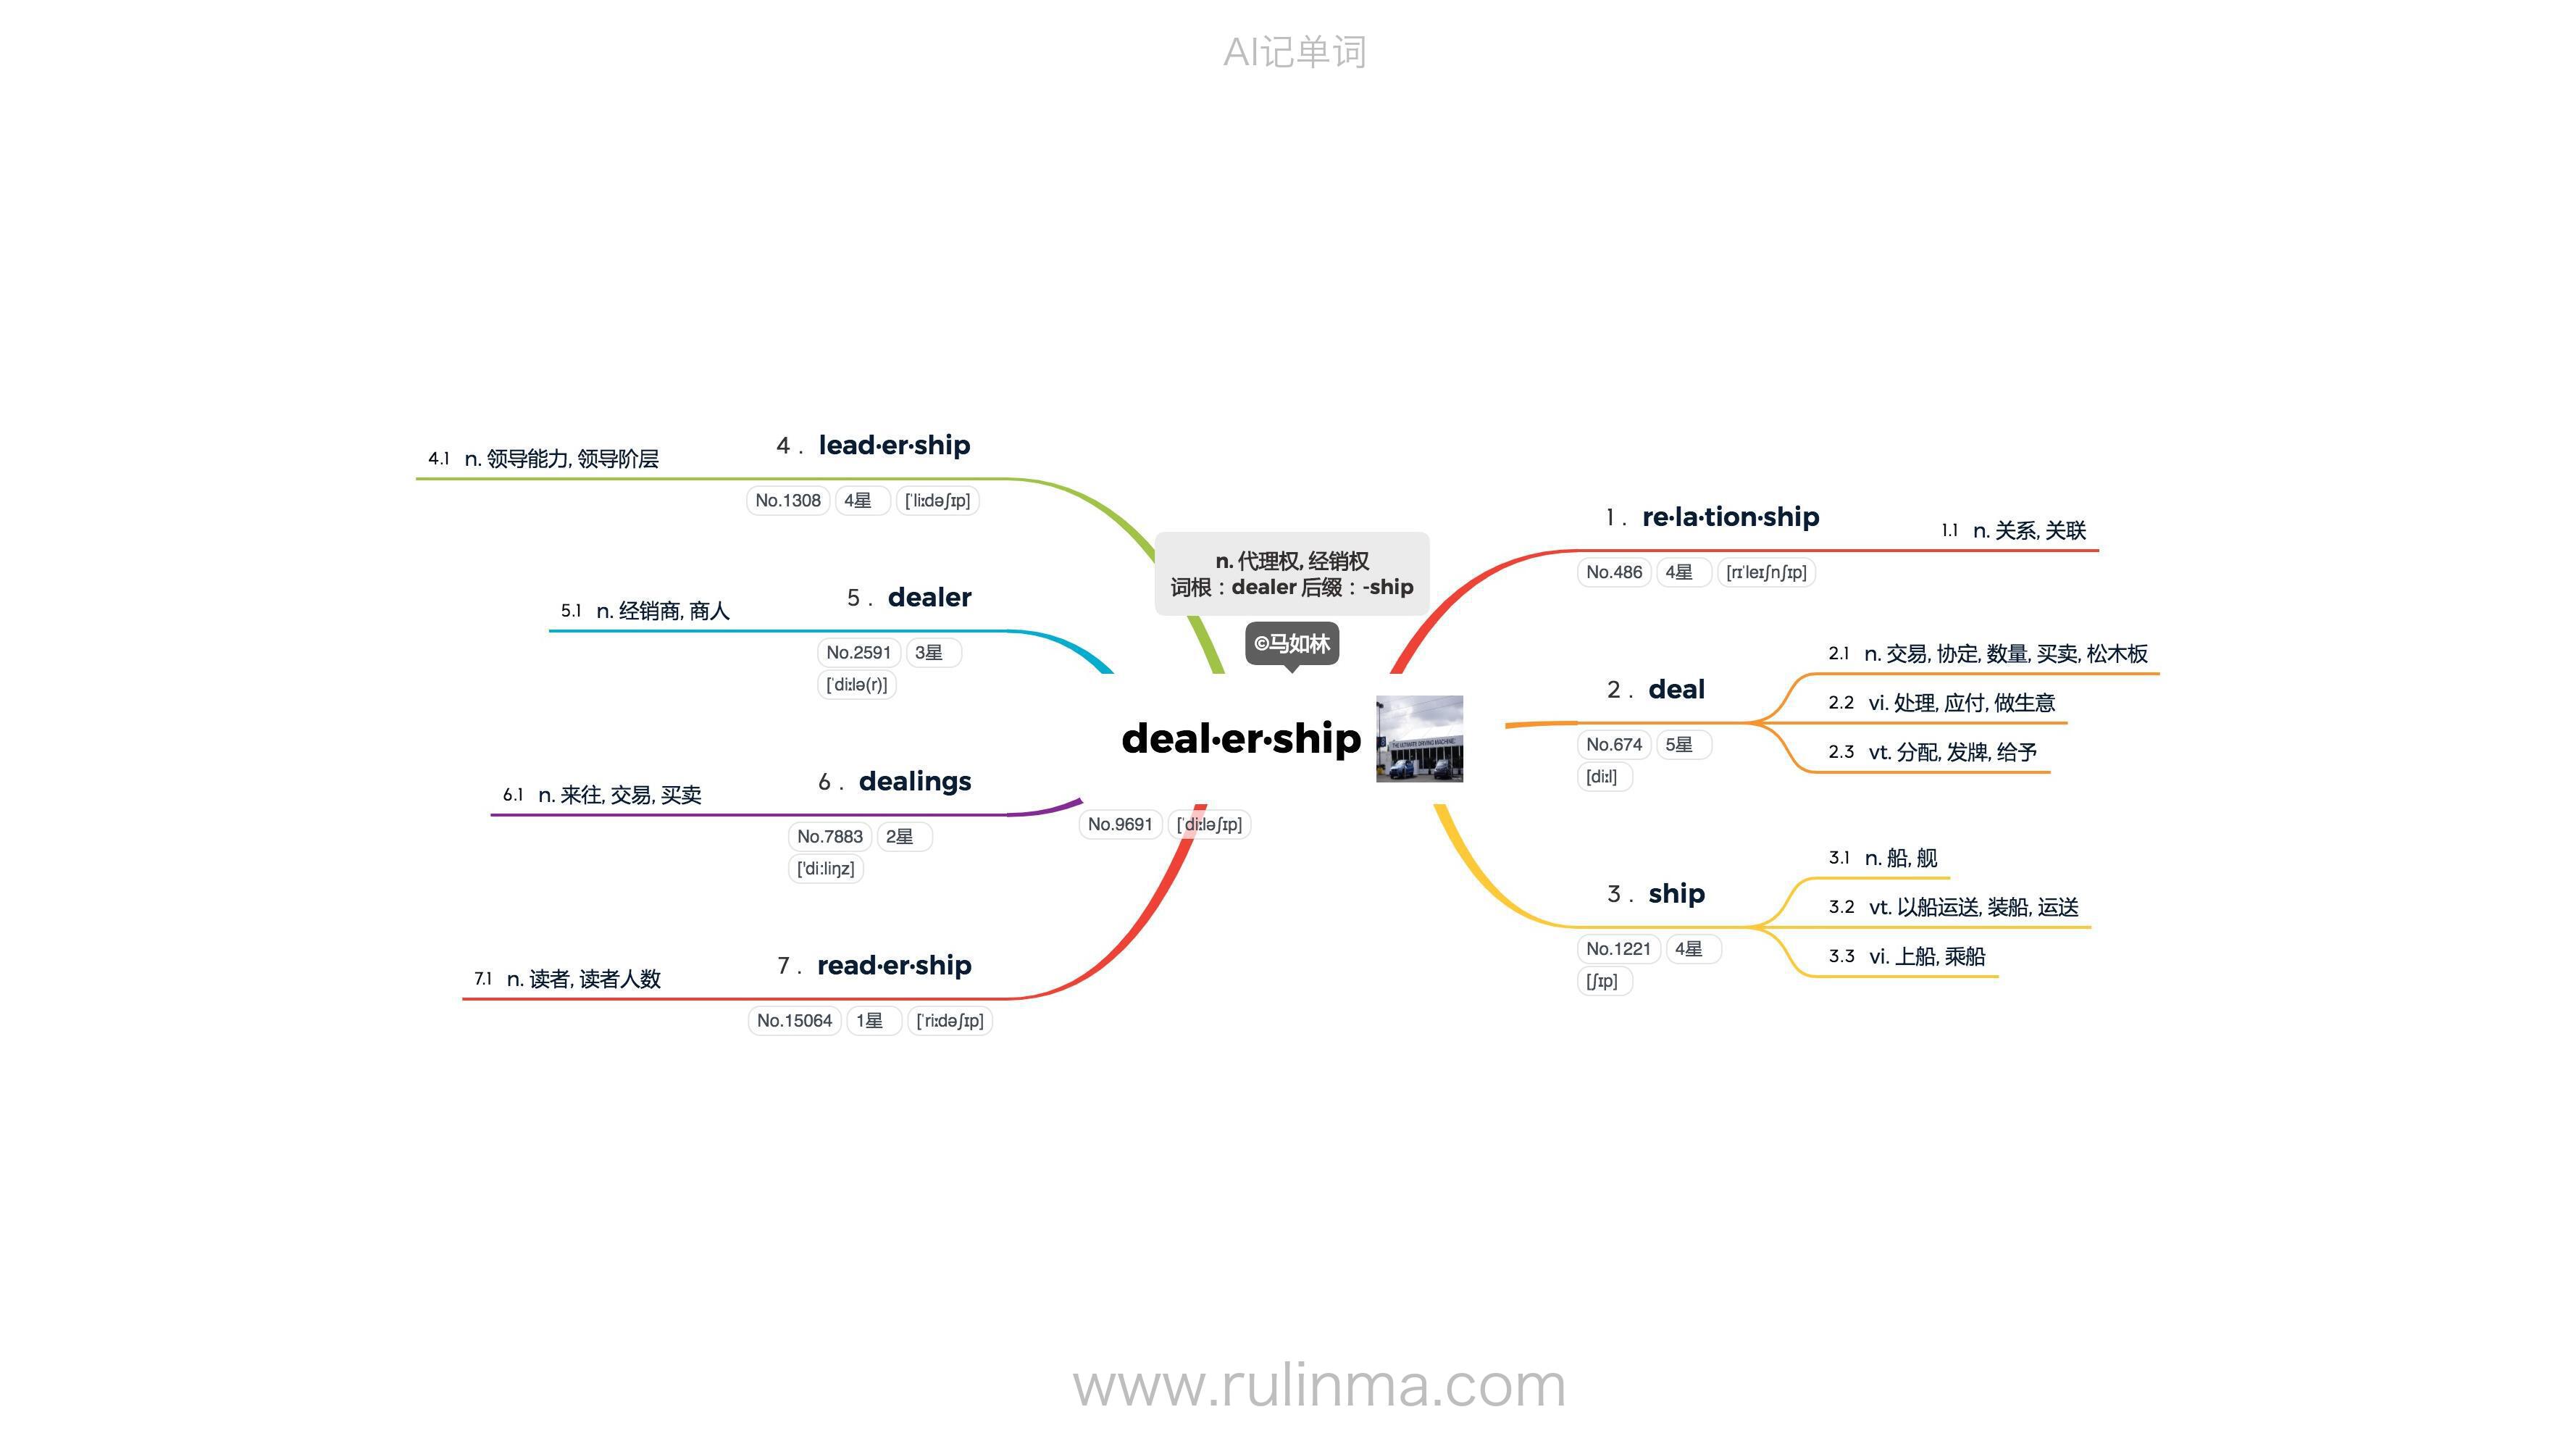 AI记单词
n. 代理权, 经销权
词根：dealer 后缀：-ship
©马如林
deal·er·ship
THE ULTIMATE DRIVING MACHINE
No.9691 [ˈdiːləʃɪp]
1. re·la·tion·ship
No.486 4星 [rɪˈleɪʃnʃɪp]
1.1 n. 关系, 关联
2. deal
No.674 5星
[diːl]
2.1 n. 交易, 协定, 数量, 买卖, 松木板
2.2 vi. 处理, 应付, 做生意
2.3 vt. 分配, 发牌, 给予
3. ship
No.1221 4星
[ʃɪp]
3.1 n. 船, 舰
3.2 vt. 以船运送, 装船, 运送
3.3 vi. 上船, 乘船
4. lead·er·ship
No.1308 4星 [ˈliːdəʃɪp]
4.1 n. 领导能力, 领导阶层
5. dealer
No.2591 3星
[ˈdiːlə(r)]
5.1 n. 经销商, 商人
6. dealings
No.7883 2星
['di:liŋz]
6.1 n. 来往, 交易, 买卖
7. read·er·ship
No.15064 1星 [ˈriːdəʃɪp]
7.1 n. 读者, 读者人数
www.rulinma.com